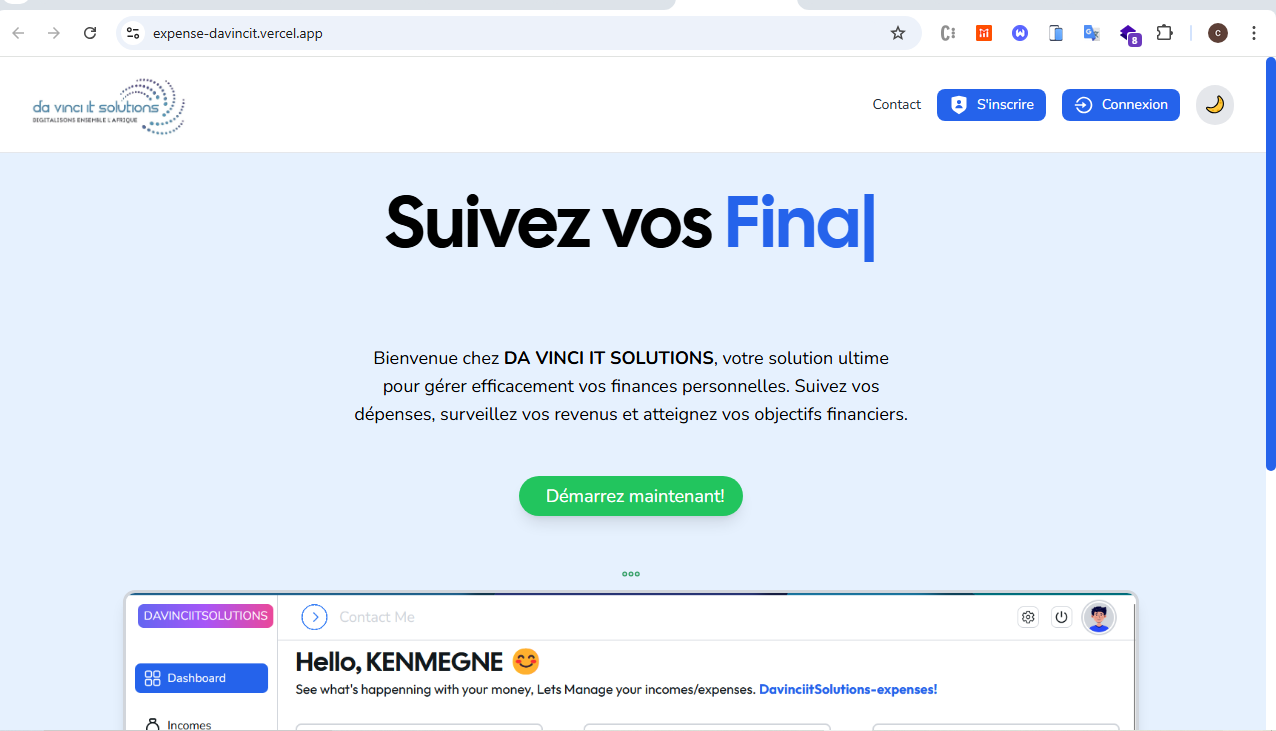 expense-davincit.vercel.app
8
C
da vinci it solutions
DIGITALISONS ENSEMBLE L AFRIQUE
Contact
S'inscrire
Connexion
Suivez vos Fina|
Bienvenue chez DA VINCI IT SOLUTIONS, votre solution ultime
pour gérer efficacement vos finances personnelles. Suivez vos
dépenses, surveillez vos revenus et atteignez vos objectifs financiers.
Démarrez maintenant!
DAVINCIITSOLUTIONS
Contact Me
Dashboard
Hello, KENMEGNE 😊
See what's happenning with your money, Lets Manage your incomes/expenses. DavinciitSolutions-expenses!
Incomes